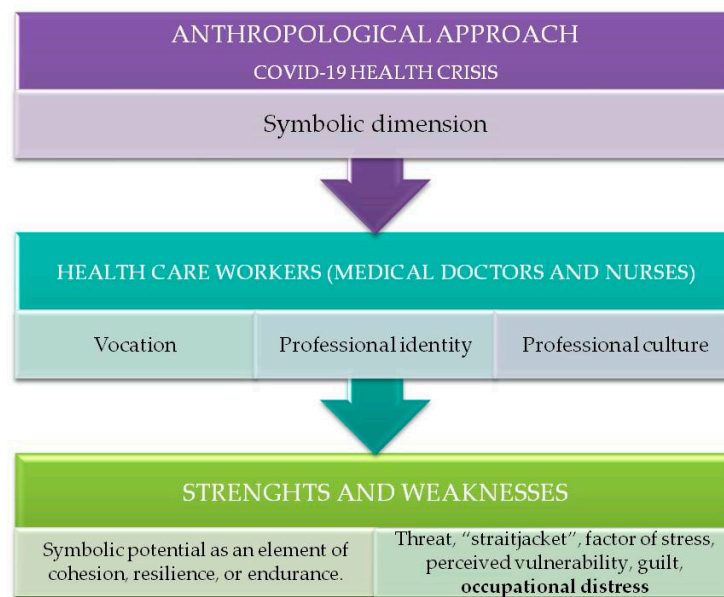 ANTHROPOLOGICAL APPROACH
COVID-19 HEALTH CRISIS
Symbolic dimension
HEALTH CARE WORKERS (MEDICAL DOCTORS AND NURSES)
Vocation
Professional identity
Professional culture
STRENGHTS AND WEAKNESSES
Symbolic potential as an element of
cohesion, resilience, or endurance.
Threat, “straitjacket”, factor of stress,
perceived vulnerability, guilt,
occupational distress